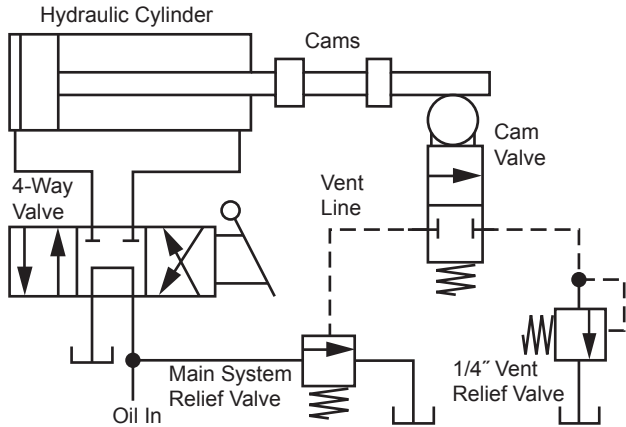 Hydraulic Cylinder
Cams
Cam
Valve
4-Way
Valve
Vent
Line
Main System
Relief Valve
1/4″ Vent
Relief Valve
Oil In